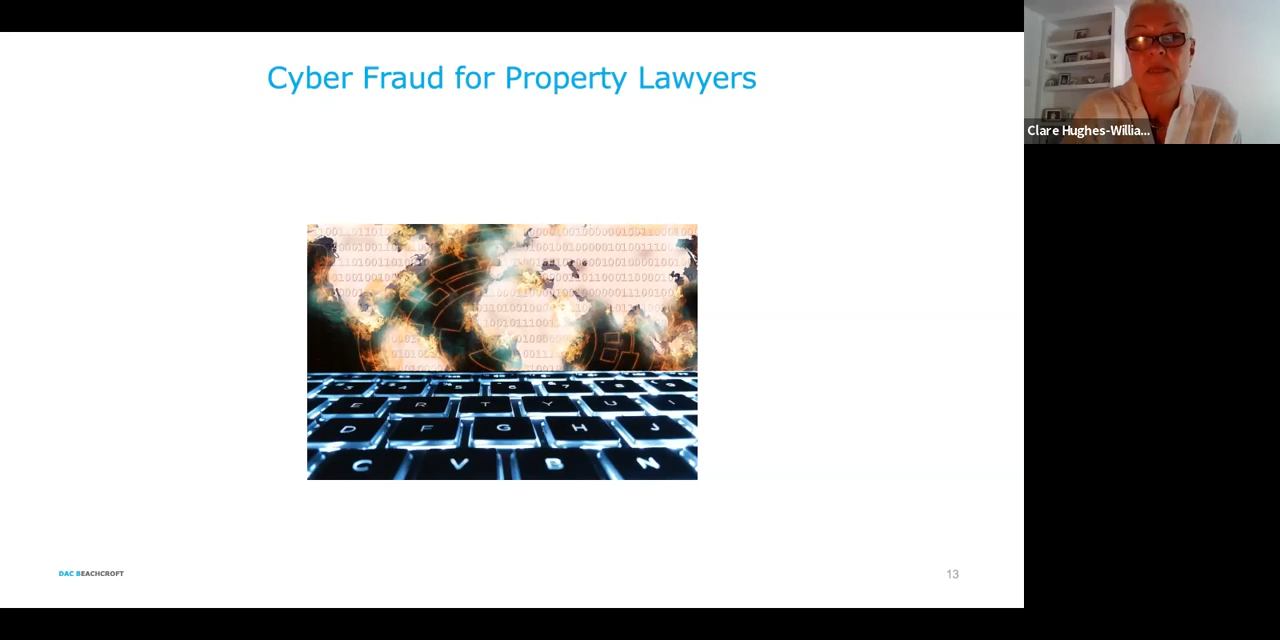 Cyber Fraud for Property Lawyers
Clare Hughes-Willia...
E R T Y U I
D F G H J
C V B N
DAC BEACHCROFT
13